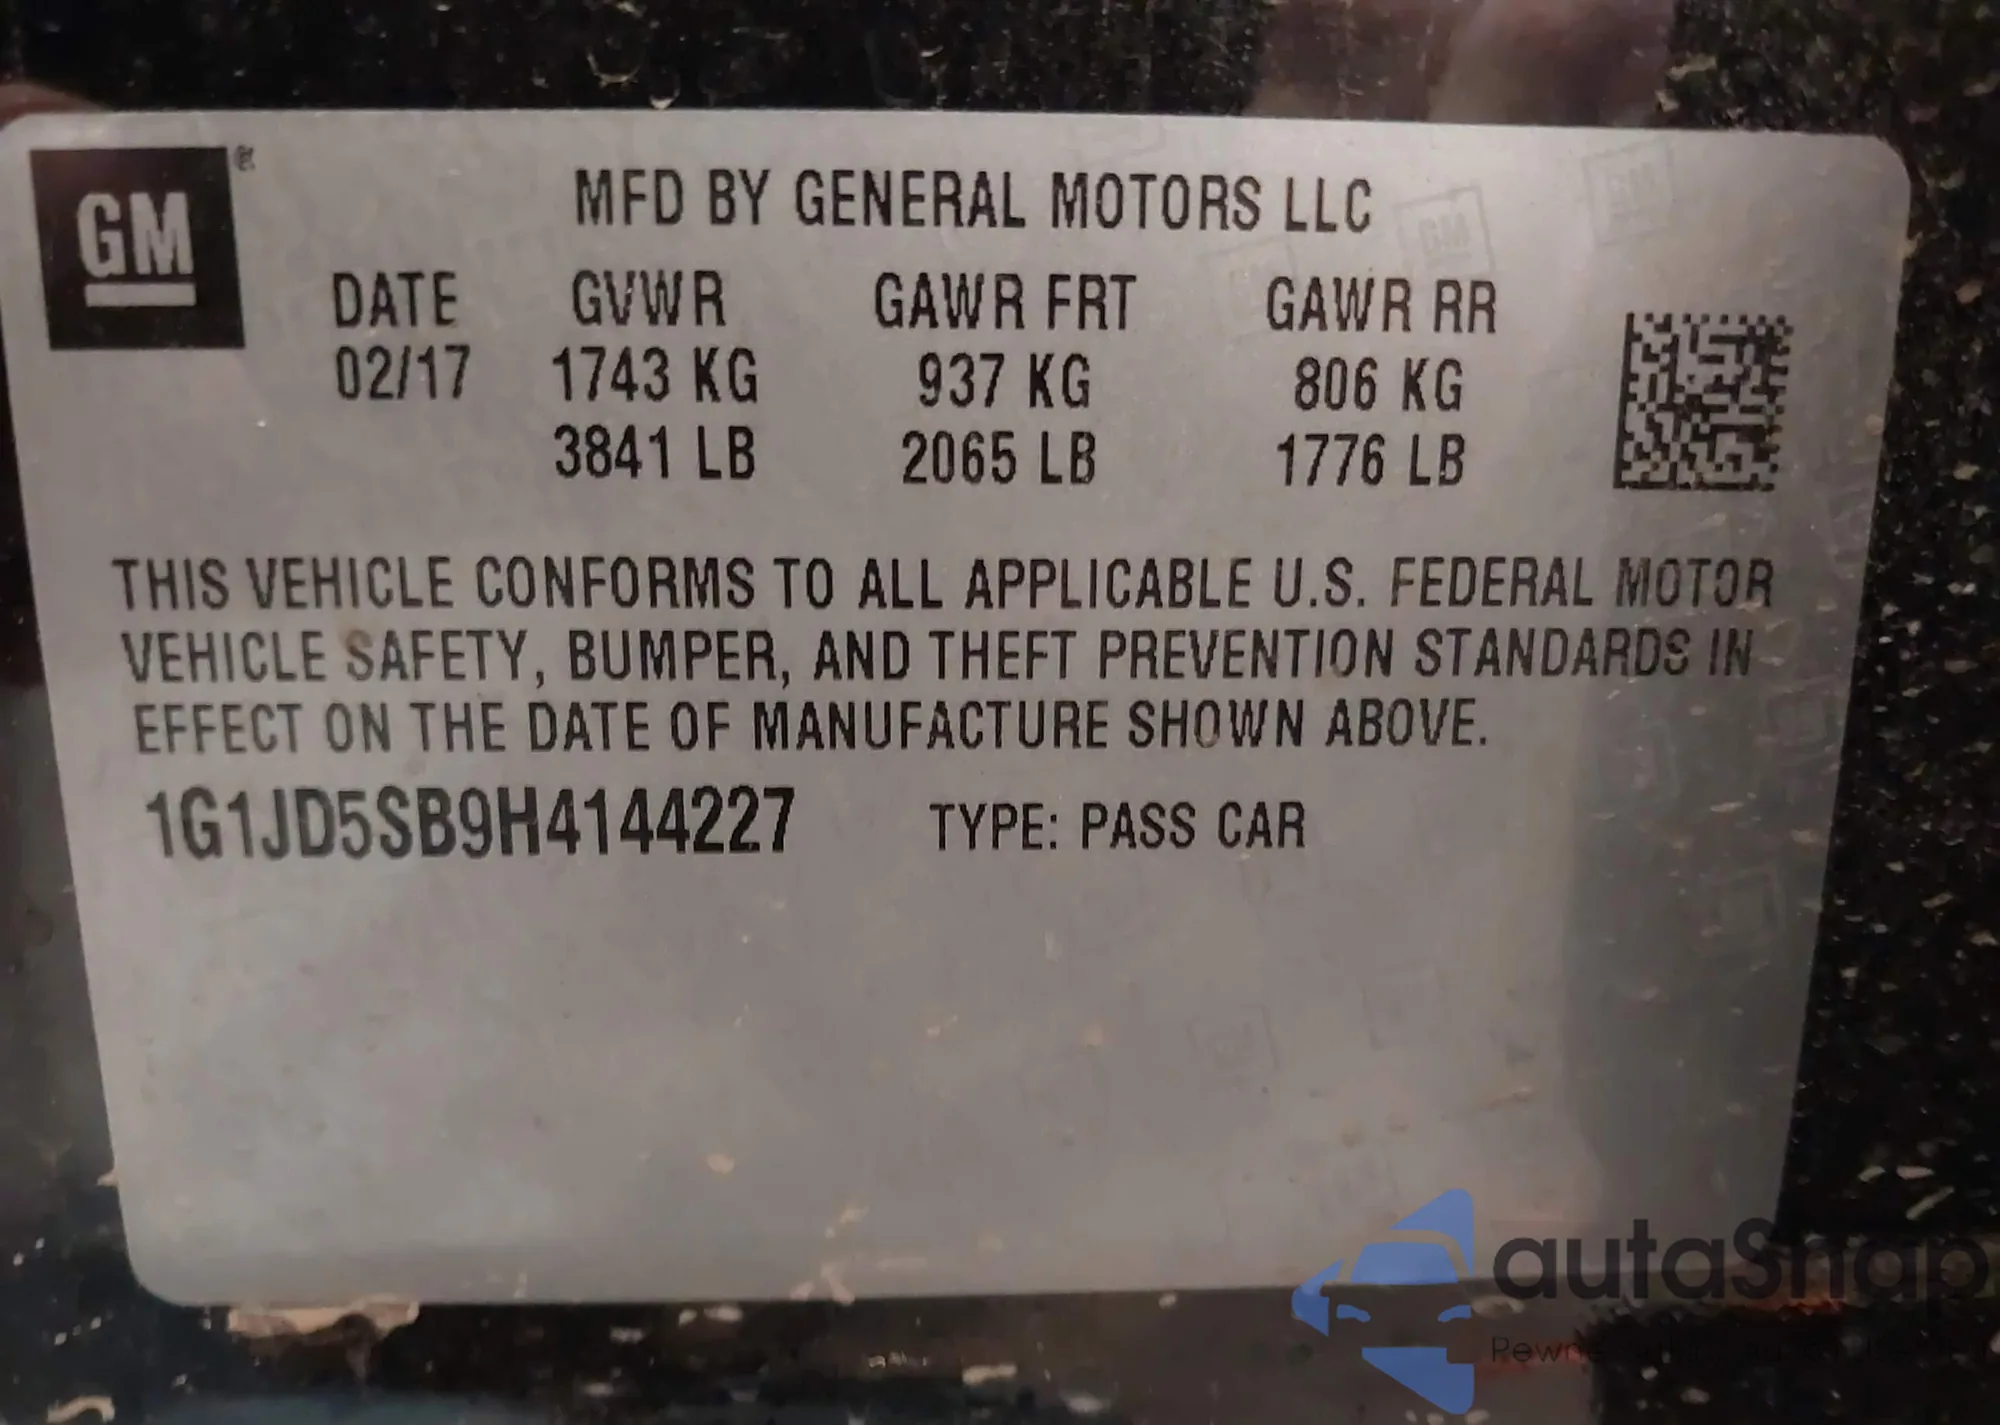 GM
MFD BY GENERAL MOTORS LLC
DATE GVWR GAWR FRT GAWR RR
02/17 1743 KG 937 KG 806 KG
3841 LB 2065 LB 1776 LB
THIS VEHICLE CONFORMS TO ALL APPLICABLE U.S. FEDERAL MOTOR
VEHICLE SAFETY, BUMPER, AND THEFT PREVENTION STANDARDS IN
EFFECT ON THE DATE OF MANUFACTURE SHOWN ABOVE.
1G1JD5SB9H4144227 TYPE: PASS CAR
autaSnap